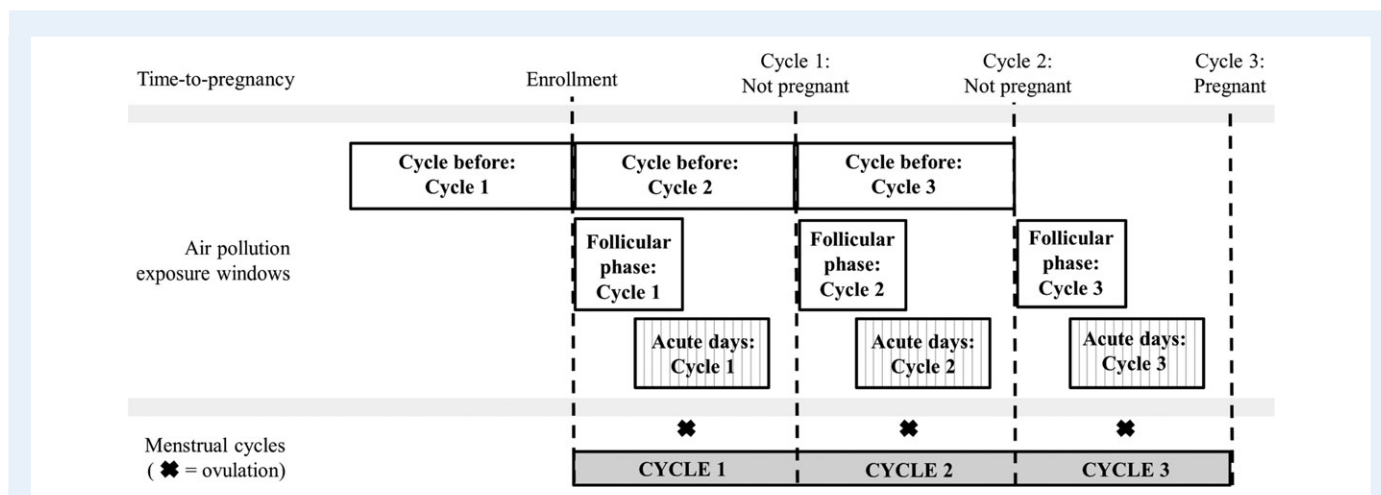 Time-to-pregnancy
Enrollment
Cycle 1:
Not pregnant
Cycle 2:
Not pregnant
Cycle 3:
Pregnant
Air pollution
exposure windows
Cycle before:
Cycle 1
Cycle before:
Cycle 2
Cycle before:
Cycle 3
Follicular
phase:
Cycle 1
Follicular
phase:
Cycle 2
Follicular
phase:
Cycle 3
Acute days:
Cycle 1
Acute days:
Cycle 2
Acute days:
Cycle 3
Menstrual cycles
( ✖ = ovulation)
CYCLE 1
CYCLE 2
CYCLE 3